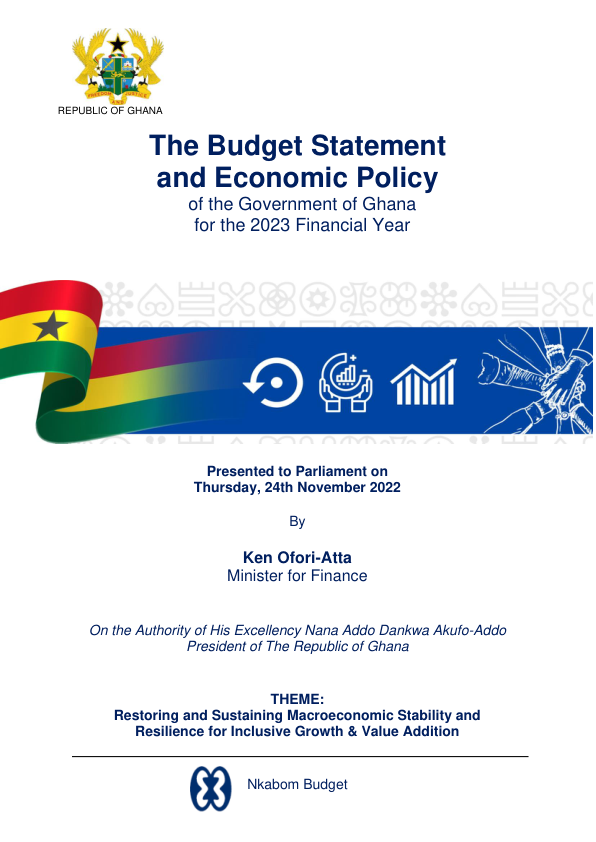 FREEDOM AND JUSTICE
REPUBLIC OF GHANA
The Budget Statement
and Economic Policy
of the Government of Ghana
for the 2023 Financial Year
Presented to Parliament on
Thursday, 24th November 2022
By
Ken Ofori-Atta
Minister for Finance
On the Authority of His Excellency Nana Addo Dankwa Akufo-Addo
President of The Republic of Ghana
THEME:
Restoring and Sustaining Macroeconomic Stability and
Resilience for Inclusive Growth & Value Addition
Nkabom Budget